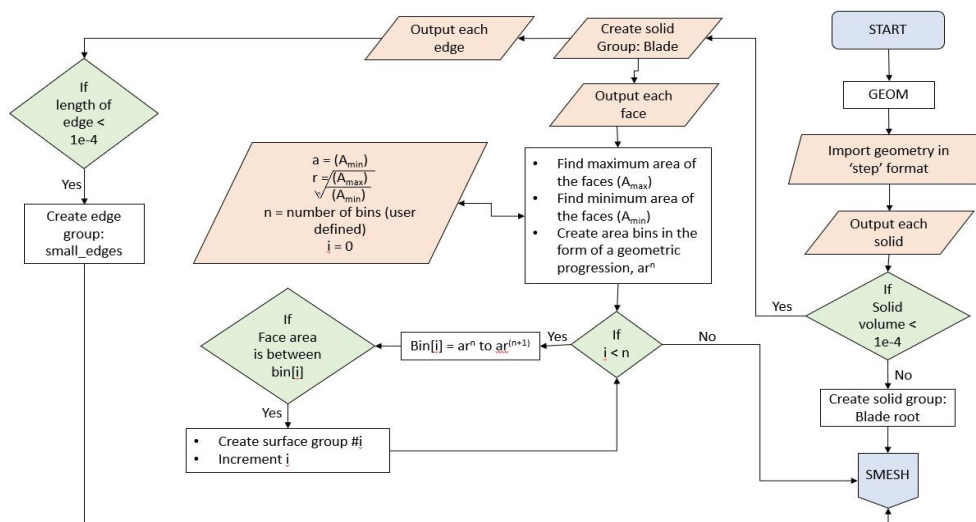 START
GEOM
Import geometry in
‘step’ format
Output each
solid
If
Solid
volume <
1e-4
Yes
No
Create solid group:
Blade root
SMESH
Create solid
Group: Blade
Output each
edge
If
length of
edge <
1e-4
Yes
Create edge
group:
small_edges
Output each
face
• Find maximum area of
the faces (Amax)
• Find minimum area of
the faces (Amin)
• Create area bins in the
form of a geometric
progression, arⁿ
a = (Amin)
r = √(Amax)
(Amin)
n = number of bins (user
defined)
i = 0
If
i < n
Yes
No
Bin[i] = arⁿ to ar⁽ⁿ⁺¹⁾
If
Face area
is between
bin[i]
Yes
• Create surface group #i
• Increment i